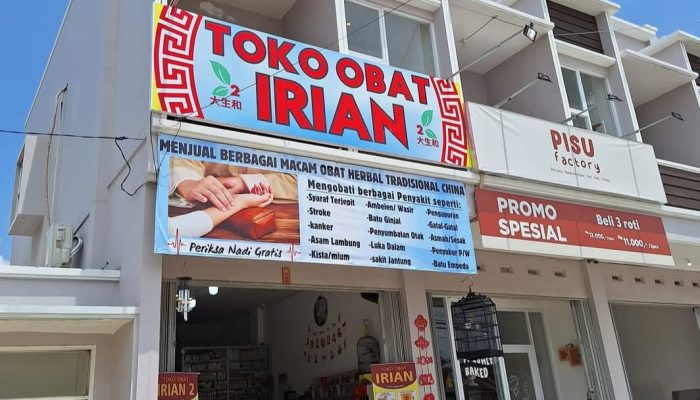 TOKO OBAT
IRIAN
2
大生和
2
大生和
MENJUAL BERBAGAI MACAM OBAT HERBAL TRADISIONAL CHINA
Mengobati berbagai Penyakit seperti:
-Syaraf Terjepit
-Stroke
-kanker
-Asam Lambung
-Kista/mium
-Ambeien/ Wasir
-Batu Ginjal
-Penyumbatan Otak
-Luka Dalam
-sakit Jantung
-Pengapuran
-Gatal-Gatal
-Asmah/Sesak
-Penyubur P/W
-Batu Empedu
Periksa Nadi Gratis
PISU
factory
PROMO
SPESIAL
Beli 3 roti
TOKO OBAT
IRIAN 2
TOKO OBAT
IRIAN
BAKED